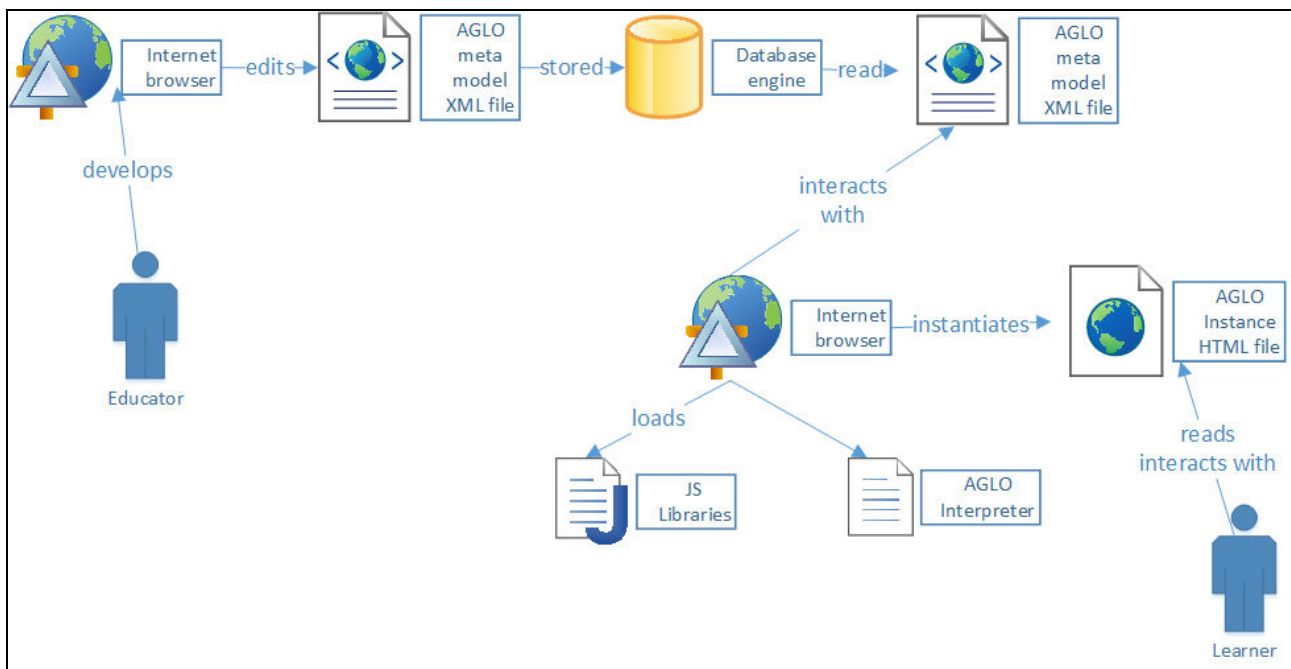 Internet
browser
edits
AGLO
meta
model
XML file
stored
Database
engine
read
AGLO
meta
model
XML file
develops
interacts
with
Educator
Internet
browser
instantiates
AGLO
Instance
HTML file
loads
reads
interacts with
JS
Libraries
AGLO
Interpreter
Learner